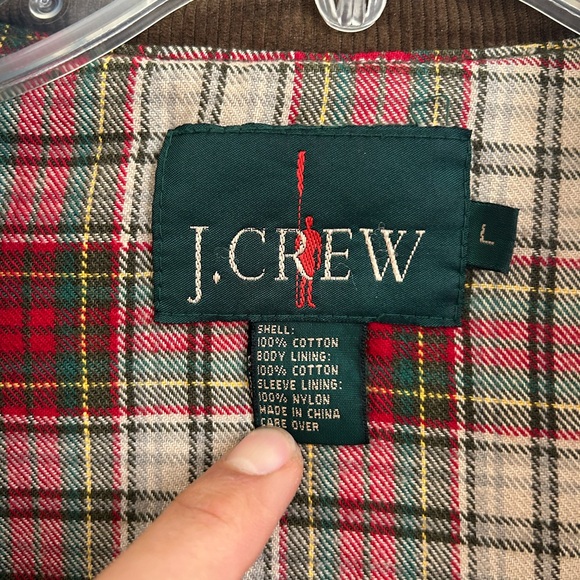 J.CREW
L
SHELL:
100% COTTON
BODY LINING:
100% COTTON
SLEEVE LINING:
100% NYLON
MADE IN CHINA
CARE OVER